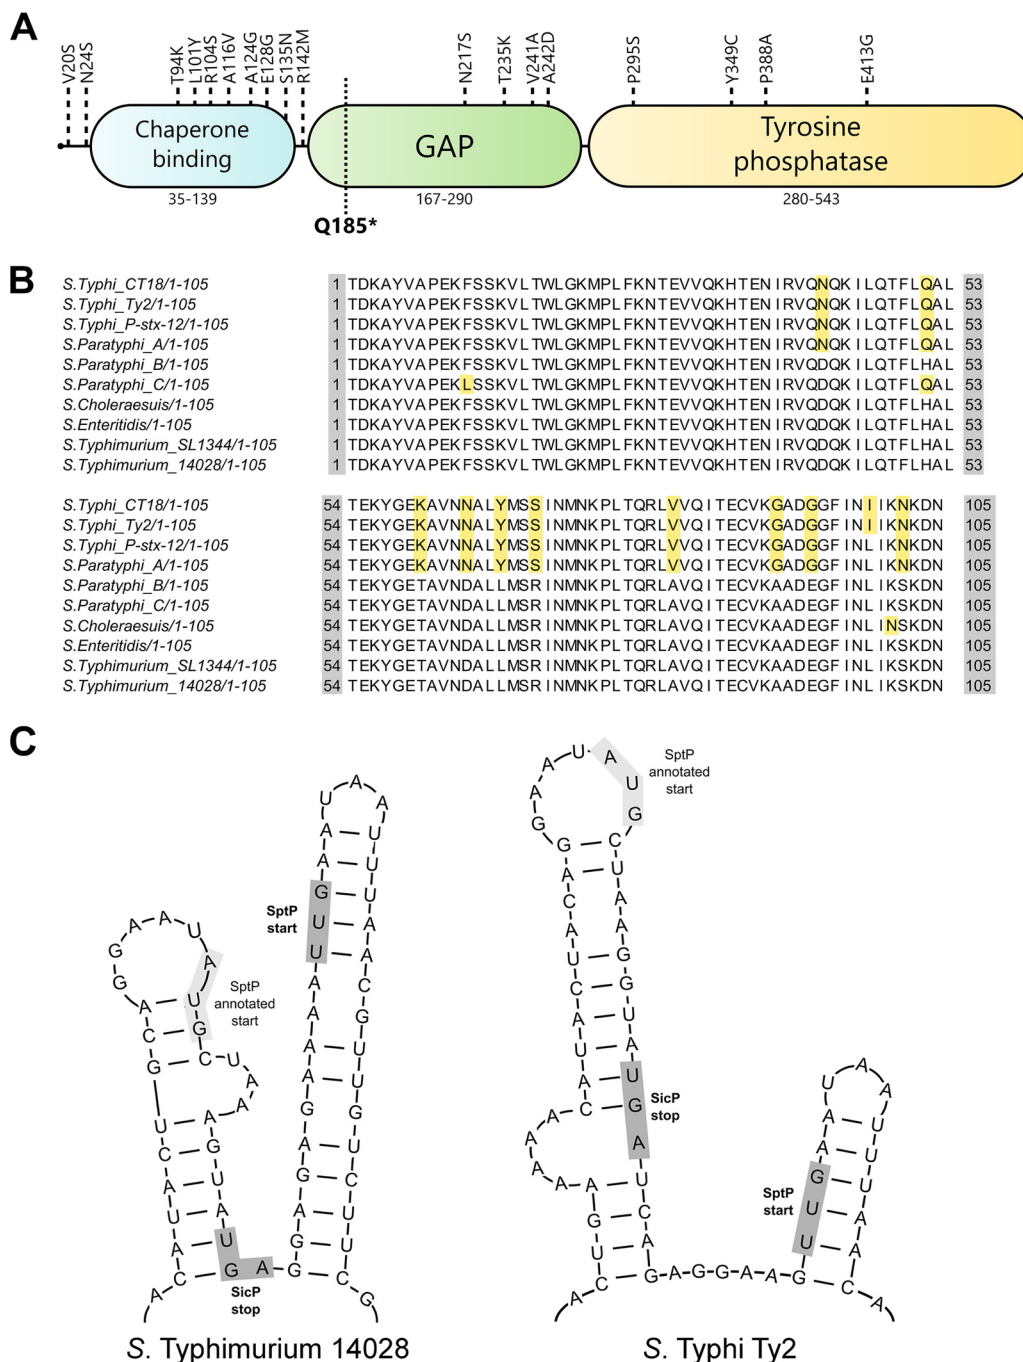 A
V20S N24S T94K L101Y R104S A116V A124G E128G S135N R142M N217S T235K V241A A242D P295S Y349C P388A E413G
Chaperone binding
GAP
Tyrosine phosphatase
35-139
167-290
280-543
Q185*
B
S.Typhi_CT18/1-105 1 TDKAYVAPEKFSSKVLTWLGKMPLFKNTEVVQKHTENIRVQNQKILQTFLQAL 53
S.Typhi_Ty2/1-105 1 TDKAYVAPEKFSSKVLTWLGKMPLFKNTEVVQKHTENIRVQNQKILQTFLQAL 53
S.Typhi_P-stx-12/1-105 1 TDKAYVAPEKFSSKVLTWLGKMPLFKNTEVVQKHTENIRVQNQKILQTFLQAL 53
S.Paratyphi_A/1-105 1 TDKAYVAPEKFSSKVLTWLGKMPLFKNTEVVQKHTENIRVQNQKILQTFLQAL 53
S.Paratyphi_B/1-105 1 TDKAYVAPEKFSSKVLTWLGKMPLFKNTEVVQKHTENIRVQDQKILQTFLHAL 53
S.Paratyphi_C/1-105 1 TDKAYVAPEKLSSKVLTWLGKMPLFKNTEVVQKHTENIRVQDQKILQTFLQAL 53
S.Choleraesuis/1-105 1 TDKAYVAPEKFSSKVLTWLGKMPLFKNTEVVQKHTENIRVQDQKILQTFLHAL 53
S.Enteritidis/1-105 1 TDKAYVAPEKFSSKVLTWLGKMPLFKNTEVVQKHTENIRVQDQKILQTFLHAL 53
S.Typhimurium_SL1344/1-105 1 TDKAYVAPEKFSSKVLTWLGKMPLFKNTEVVQKHTENIRVQDQKILQTFLHAL 53
S.Typhimurium_14028/1-105 1 TDKAYVAPEKFSSKVLTWLGKMPLFKNTEVVQKHTENIRVQDQKILQTFLHAL 53
S.Typhi_CT18/1-105 54 TEKYGEKAVNNALYMSSINMNKPLTQRLVVQITECVKGADGGFINIIKNKDN 105
S.Typhi_Ty2/1-105 54 TEKYGEKAVNNALYMSSINMNKPLTQRLVVQITECVKGADGGFINIIKNKDN 105
S.Typhi_P-stx-12/1-105 54 TEKYGEKAVNNALYMSSINMNKPLTQRLVVQITECVKGADGGFINLIKNKDN 105
S.Paratyphi_A/1-105 54 TEKYGEKAVNNALYMSSINMNKPLTQRLVVQITECVKGADGGFINLIKNKDN 105
S.Paratyphi_B/1-105 54 TEKYGETAVNDALLMSRINMNKPLTQRLAVQITECVKAADEGFINLIKSKDN 105
S.Paratyphi_C/1-105 54 TEKYGETAVNDALLMSRINMNKPLTQRLAVQITECVKAADEGFINLIKSKDN 105
S.Choleraesuis/1-105 54 TEKYGETAVNDALLMSRINMNKPLTQRLAVQITECVKAADEGFINLINSKDN 105
S.Enteritidis/1-105 54 TEKYGETAVNDALLMSRINMNKPLTQRLAVQITECVKAADEGFINLIKSKDN 105
S.Typhimurium_SL1344/1-105 54 TEKYGETAVNDALLMSRINMNKPLTQRLAVQITECVKAADEGFINLIKSKDN 105
S.Typhimurium_14028/1-105 54 TEKYGETAVNDALLMSRINMNKPLTQRLAVQITECVKAADEGFINLIKSKDN 105
C
A C A U A C U G C A G G A A U A U G C U A A A G U A U G A G G A G A G A A A A U U G A A U A A U U U A A C G U U G U C U U C G
SptP annotated start
SptP start
SicP stop
S. Typhimurium 14028
A C U G A A A A A C A U A C U A C A G G A A U A U G C U A A G G U A U G A U C A G A G G A A G U U G A A U A A U U U A A C A
SptP annotated start
SicP stop
SptP start
S. Typhi Ty2